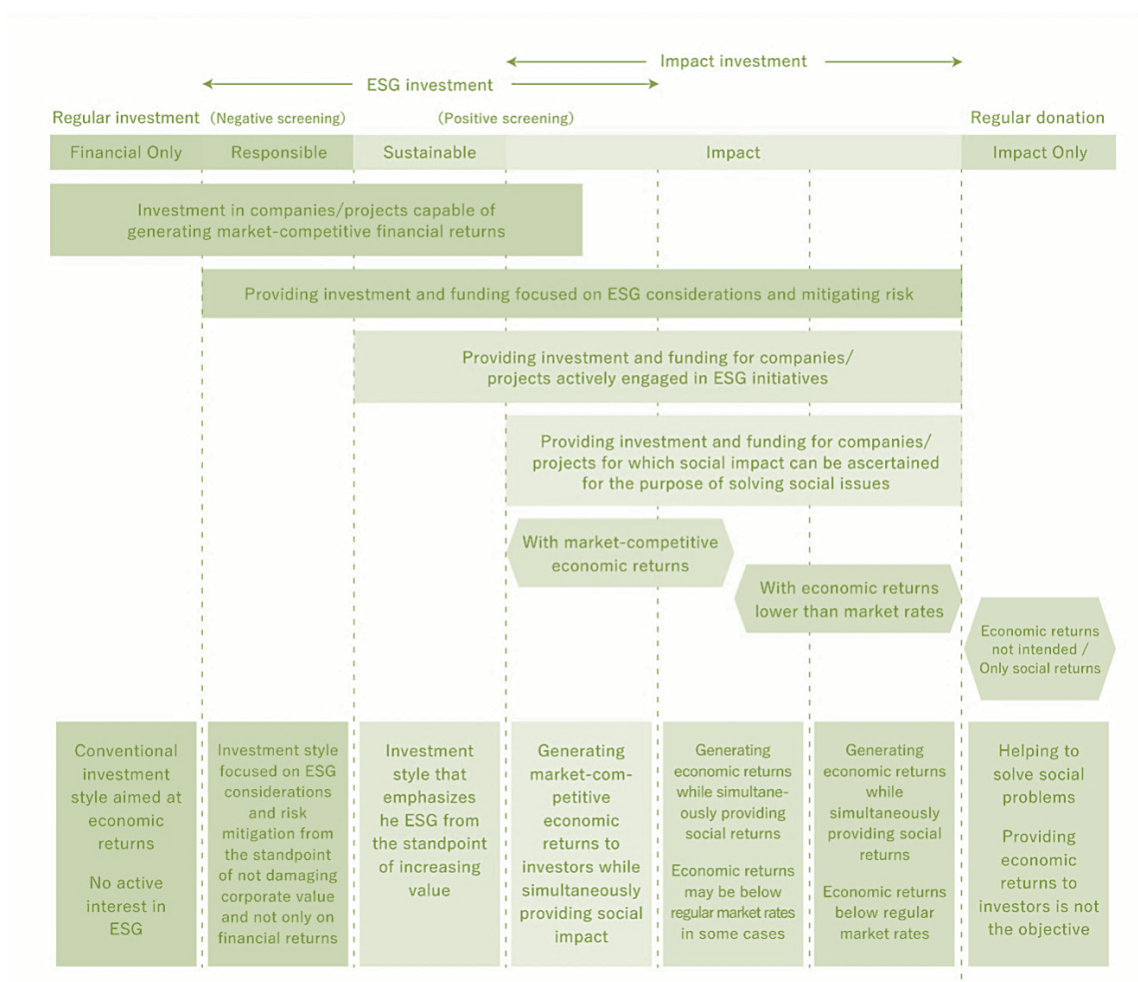 Impact investment
ESG investment
Regular investment
(Negative screening)
(Positive screening)
Regular donation
Financial Only
Responsible
Sustainable
Impact
Impact Only
Investment in companies/projects capable of
generating market-competitive financial returns
Providing investment and funding focused on ESG considerations and mitigating risk
Providing investment and funding for companies/
projects actively engaged in ESG initiatives
Providing investment and funding for companies/
projects for which social impact can be ascertained
for the purpose of solving social issues
With market-competitive
economic returns
With economic returns
lower than market rates
Economic returns
not intended /
Only social returns
Conventional
investment
style aimed at
economic
returns
No active
interest in
ESG
Investment style
focused on ESG
considerations
and risk
mitigation from
the standpoint
of not damaging
corporate value
and not only on
financial returns
Investment
style that
emphasizes
he ESG from
the standpoint
of increasing
value
Generating
market-com-
petitive
economic
returns to
investors while
simultaneously
providing social
impact
Generating
economic returns
while simultane-
ously providing
social returns
Economic returns
may be below
regular market rates
in some cases
Generating
economic returns
while
simultaneously
providing social
returns
Economic returns
below regular
market rates
Helping to
solve social
problems
Providing
economic
returns to
investors is not
the objective